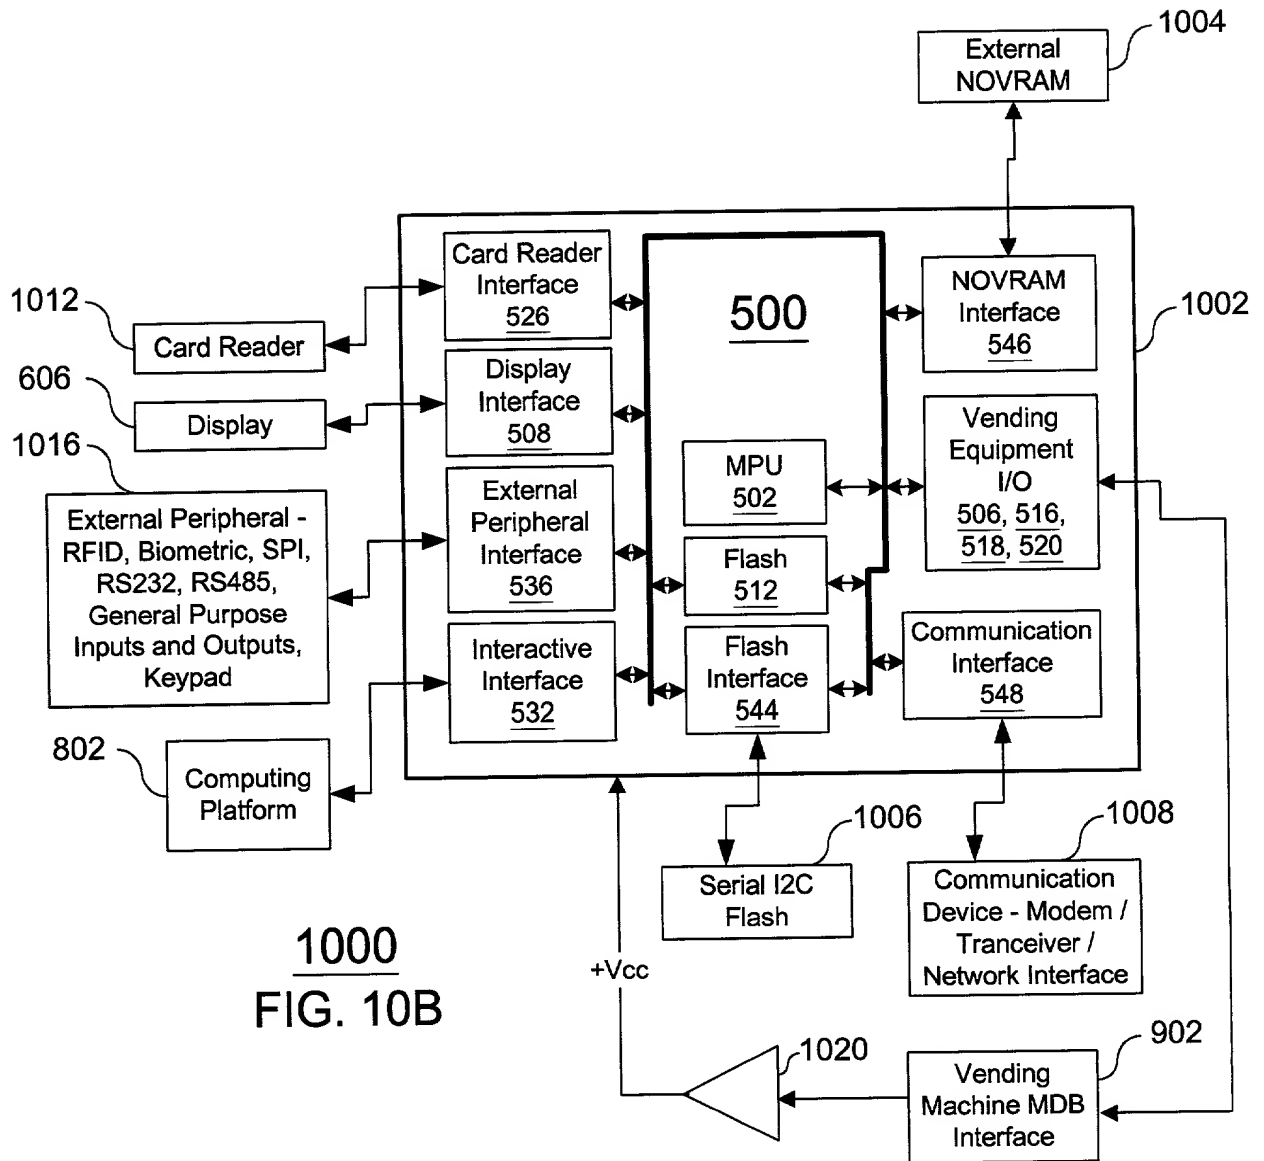 1004
External
NOVRAM
1002
Card Reader
Interface
526
500
NOVRAM
Interface
546
1012
Card Reader
606
Display
Display
Interface
508
Vending
Equipment
I/O
506, 516,
518, 520
MPU
502
1016
External Peripheral -
RFID, Biometric, SPI,
RS232, RS485,
General Purpose
Inputs and Outputs,
Keypad
External
Peripheral
Interface
536
Flash
512
Interactive
Interface
532
Flash
Interface
544
Communication
Interface
548
802
Computing
Platform
1006
Serial I2C
Flash
1008
Communication
Device - Modem /
Tranceiver /
Network Interface
+Vcc
1000
FIG. 10B
1020
902
Vending
Machine MDB
Interface